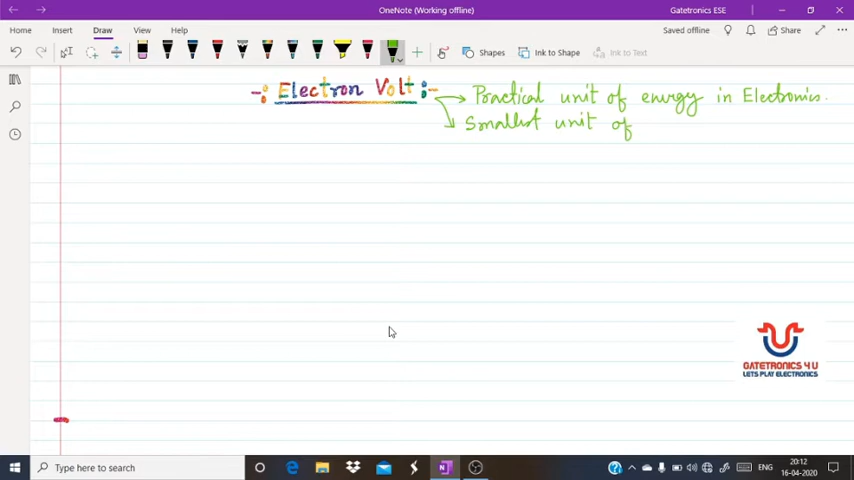 OneNote (Working offline)
Gatetronics ESE
Home Insert Draw View Help
Saved offline
Share
Shapes
Ink to Shape
Ink to Text
-: Electron Volt :-
Practical unit of energy in Electronics.
Smallest unit of
GATETRONICS 4 U
LETS PLAY ELECTRONICS
Type here to search
ENG
20:12
16-04-2020